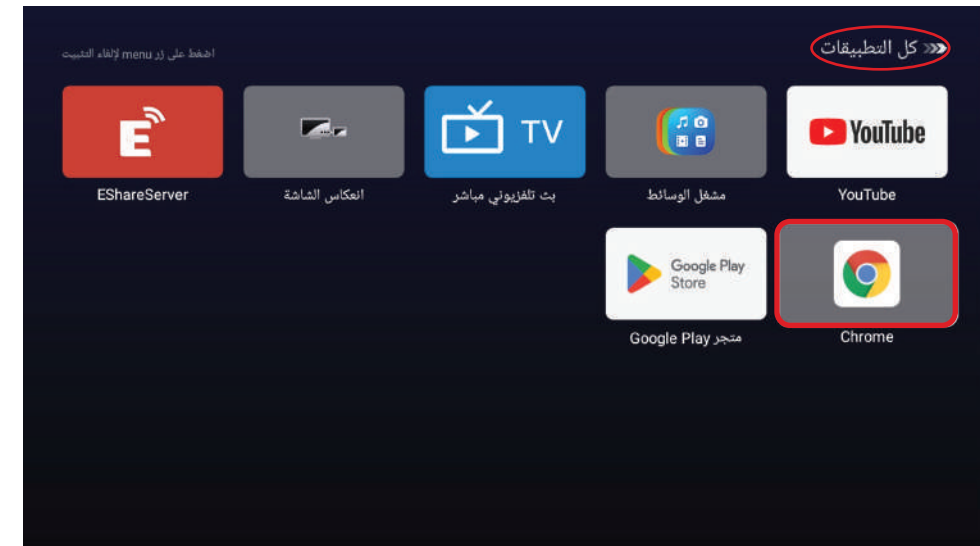 كل التطبيقات
اضغط على زر menu لإلغاء التثبيت
YouTube
TV
E
YouTube
مشغل الوسائط
بث تلفزيوني مباشر
انعكاس الشاشة
EShareServer
Google Play
Store
Chrome
متجر Google Play